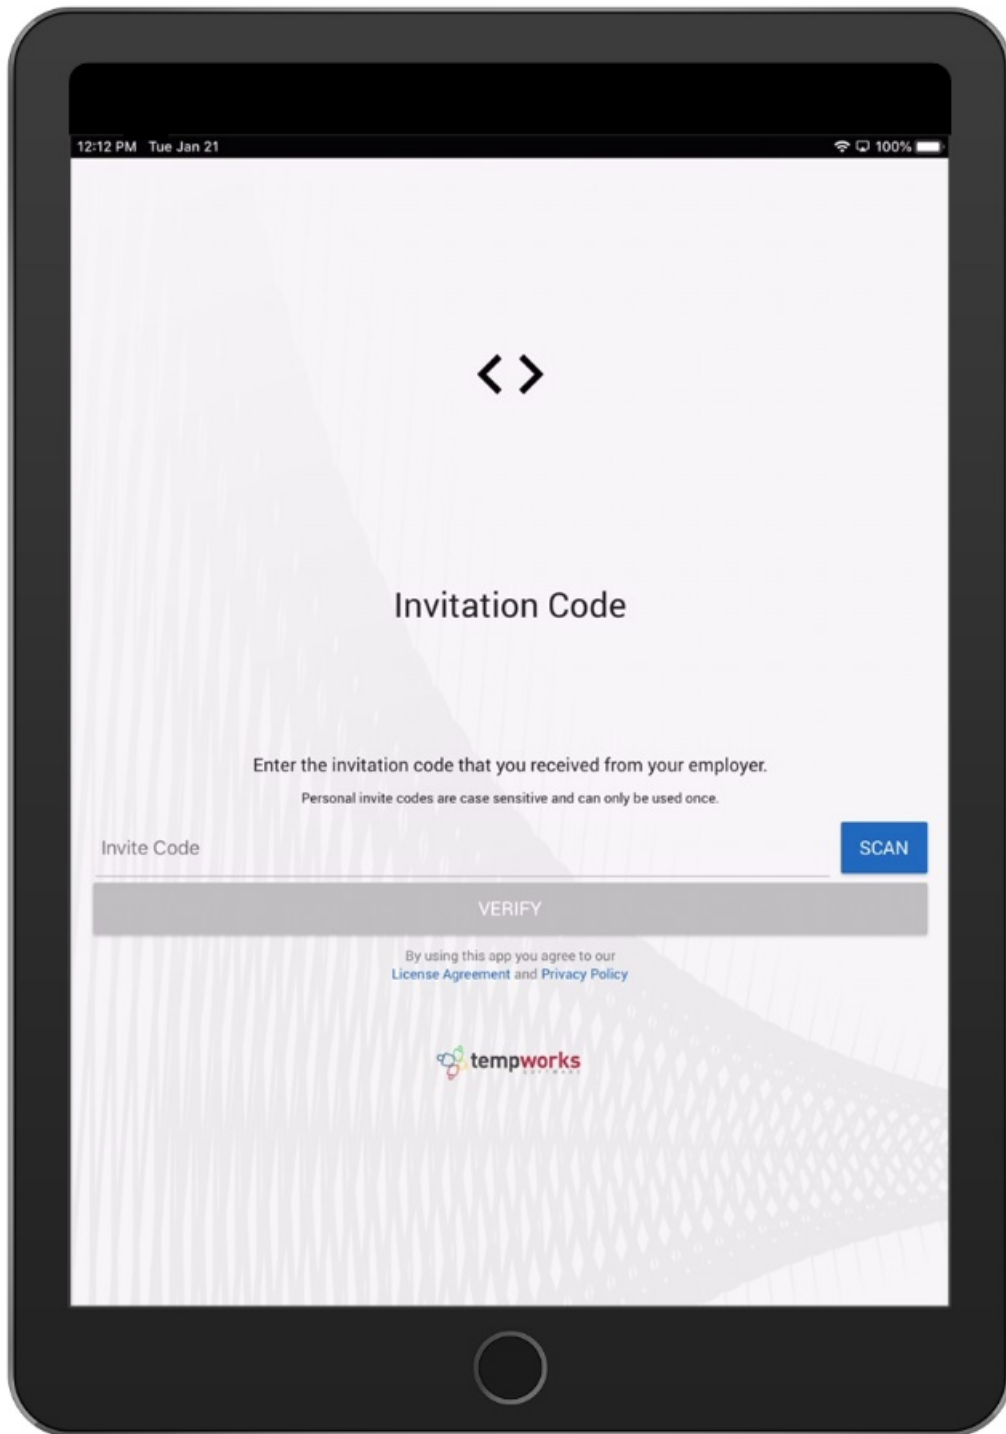 12:12 PM Tue Jan 21
100%
Invitation Code
Enter the invitation code that you received from your employer.
Personal invite codes are case sensitive and can only be used once.
Invite Code
SCAN
VERIFY
By using this app you agree to our
License Agreement and Privacy Policy
tempworks
SOFTWARE